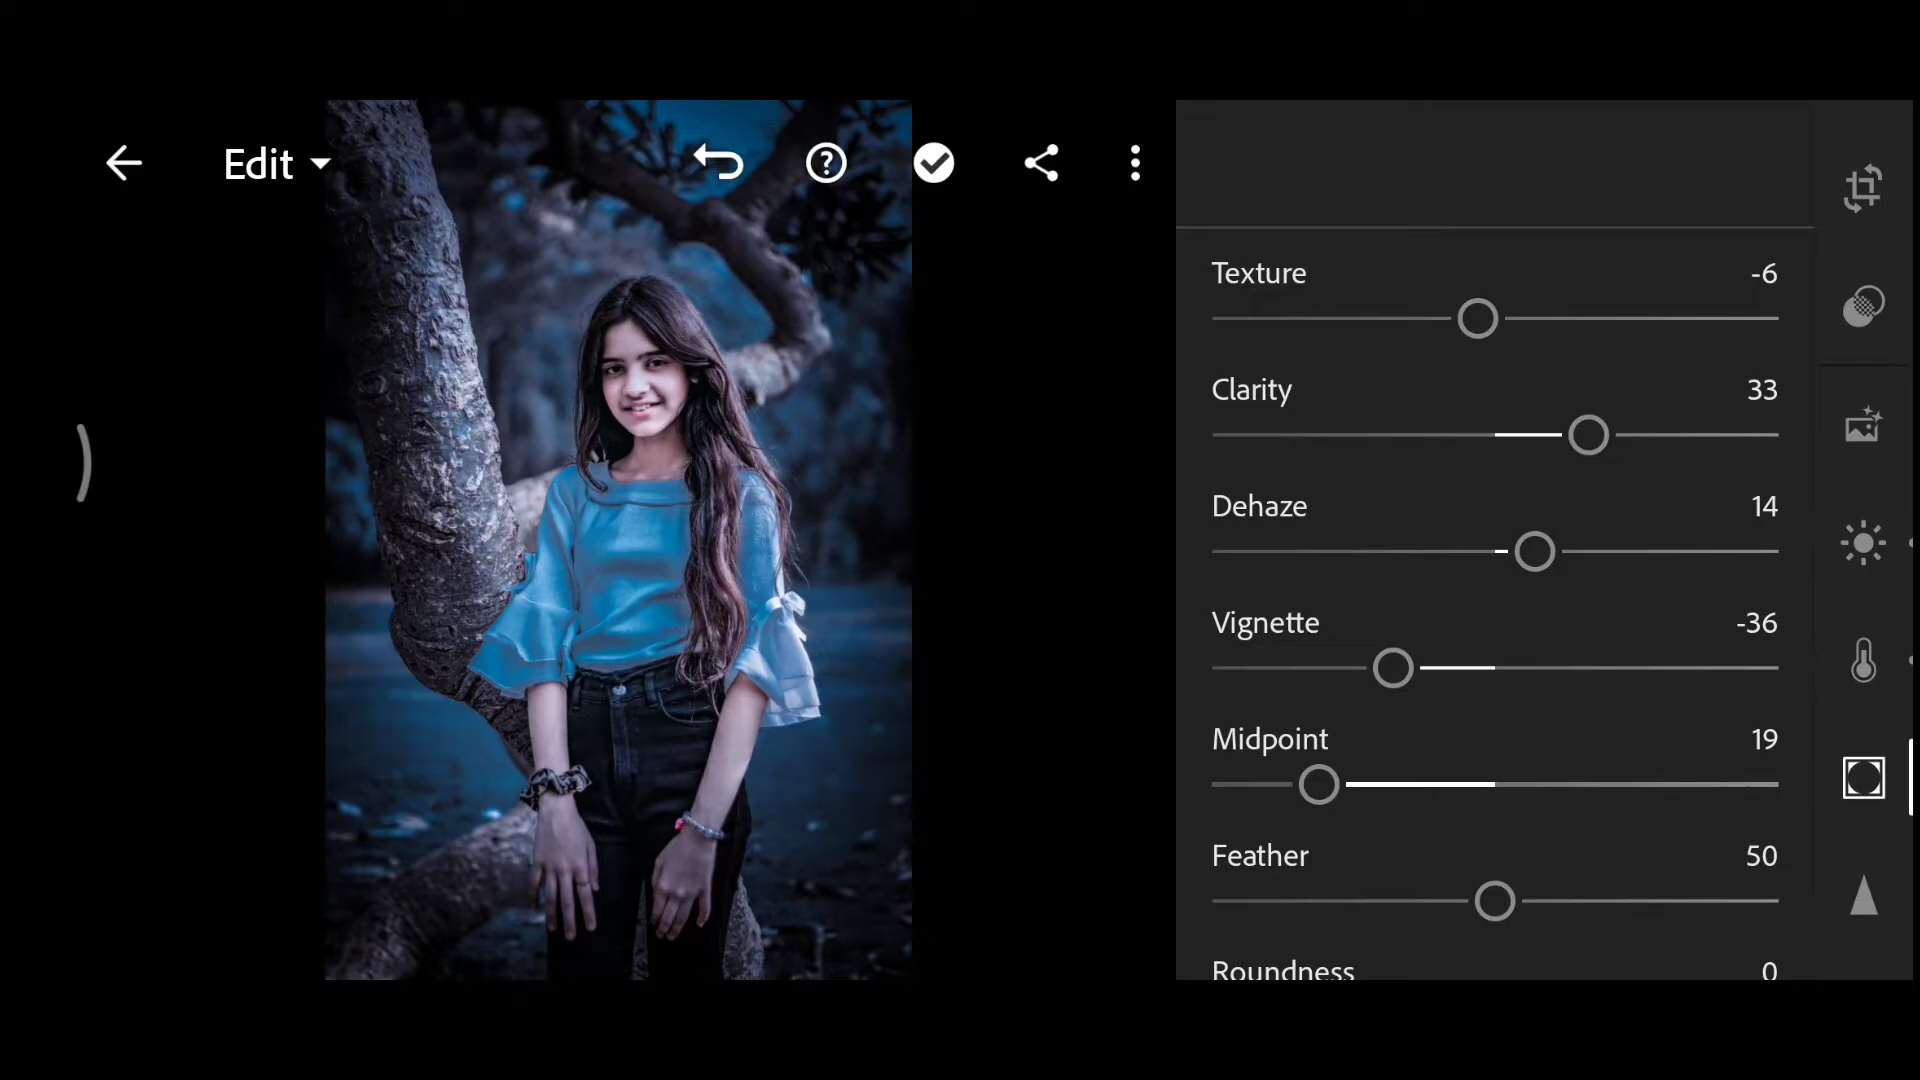 Edit
Texture -6
Clarity 33
Dehaze 14
Vignette -36
Midpoint 19
Feather 50
Roundness 0